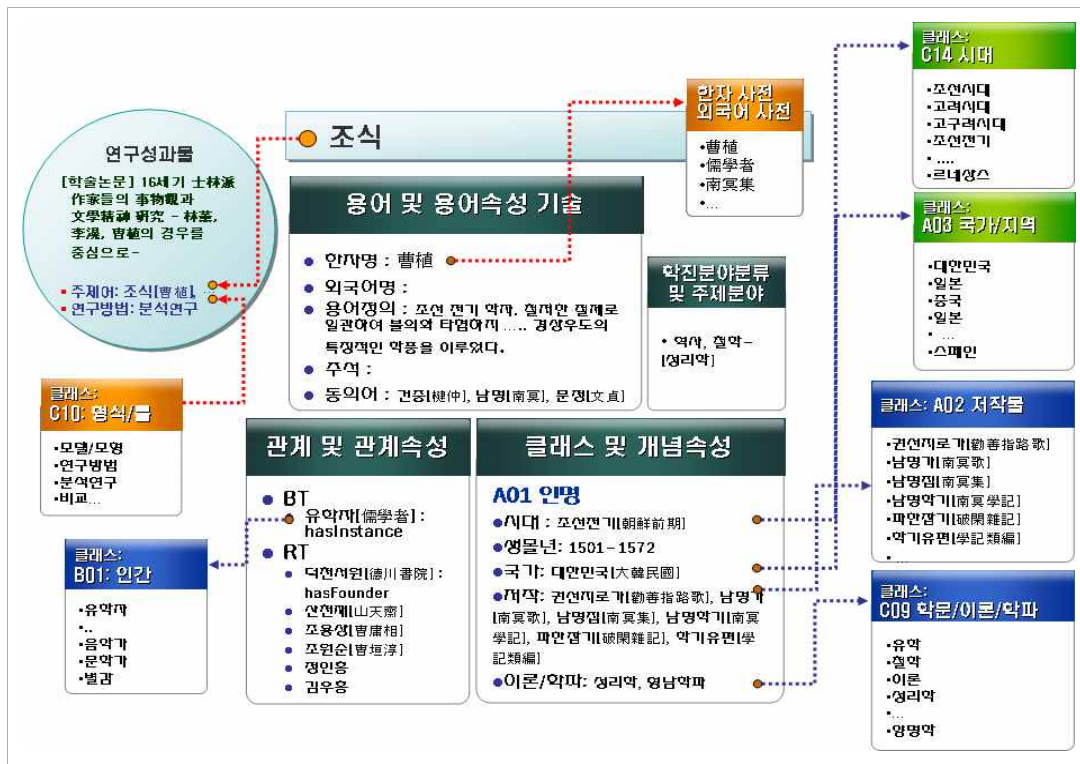 연구성과물
[학술논문] 16세기 士林派
작가들의 事物觀과
文學精神 硏究 - 林薰,
李滉, 曺植의 경우를
중심으로-
▪주제어: 조식[曺植], ...
▪연구방법: 분석연구
클래스:
C10: 형식/틀
▪모델/모형
▪연구방법
▪분석연구
▪비교...
클래스:
B01: 인간
▪유학자
▪..
▪음악가
▪문학가
▪별감
조식
용어 및 용어속성 기술
● 한자명 : 曹植
● 외국어명 :
● 용어정의 : 조선 전기 학자. 철저한 절제로
일관하여 불의와 타협하지 ..... 경상우도의
특징적인 학풍을 이루었다.
● 주석 :
● 동의어 : 건중[楗仲], 남명[南冥], 문정[文貞]
학진분야분류
및 주제분야
• 역사, 철학-
[성리학]
관계 및 관계속성
● BT
● 유학자[儒學者] :
hasInstance
● RT
● 덕천서원[德川書院] :
hasFounder
● 산천재[山天齋]
● 조용상[曺庸相]
● 조원순[曺垣淳]
● 정인홍
● 김우홍
클래스 및 개념속성
A01 인명
●시대 : 조선전기[朝鮮前期]
●생몰년: 1501-1572
●국가: 대한민국[大韓民國]
●저작: 권선지로가[勸善指路歌], 남명가
[南冥歌], 남명집[南冥集], 남명학기[南冥
學記], 파한잡기[破閑雜記], 학기유편[學
記類編]
●이론/학파: 성리학, 영남학파
한자 사전
외국어 사전
▪曹植
▪儒學者
▪南冥集
▪...
클래스:
C14 시대
▪조선시대
▪고려시대
▪고구려시대
▪조선전기
▪ ....
▪르네상스
클래스:
A03 국가/지역
▪대한민국
▪일본
▪중국
▪일본
▪ ...
▪스페인
클래스: A02 저작물
▪권선지로가[勸善指路歌]
▪남명가[南冥歌]
▪남명집[南冥集]
▪남명학기[南冥學記]
▪파한잡기[破閑雜記]
▪학기유편[學記類編]
▪ ...
클래스:
C09 학문/이론/학파
▪유학
▪철학
▪이론
▪성리학
▪...
▪양명학